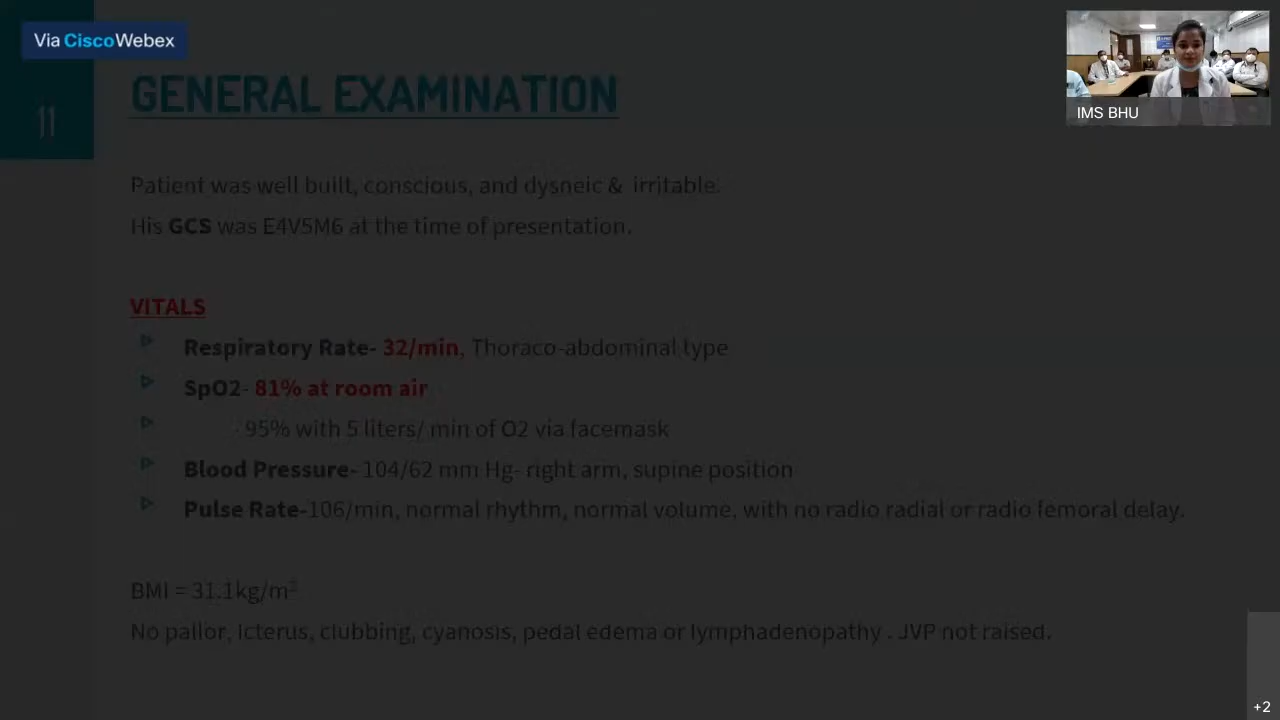 Via Cisco Webex
11
GENERAL EXAMINATION
IMS BHU
Patient was well built, conscious, and dysneic & irritable.
His GCS was E4V5M6 at the time of presentation.
VITALS
Respiratory Rate- 32/min, Thoraco-abdominal type
SpO2- 81% at room air
- 95% with 5 liters/ min of O2 via facemask
Blood Pressure- 104/62 mm Hg- right arm, supine position
Pulse Rate-106/min, normal rhythm, normal volume, with no radio radial or radio femoral delay.
BMI = 31.1kg/m²
No pallor, Icterus, clubbing, cyanosis, pedal edema or lymphadenopathy . JVP not raised.
+2